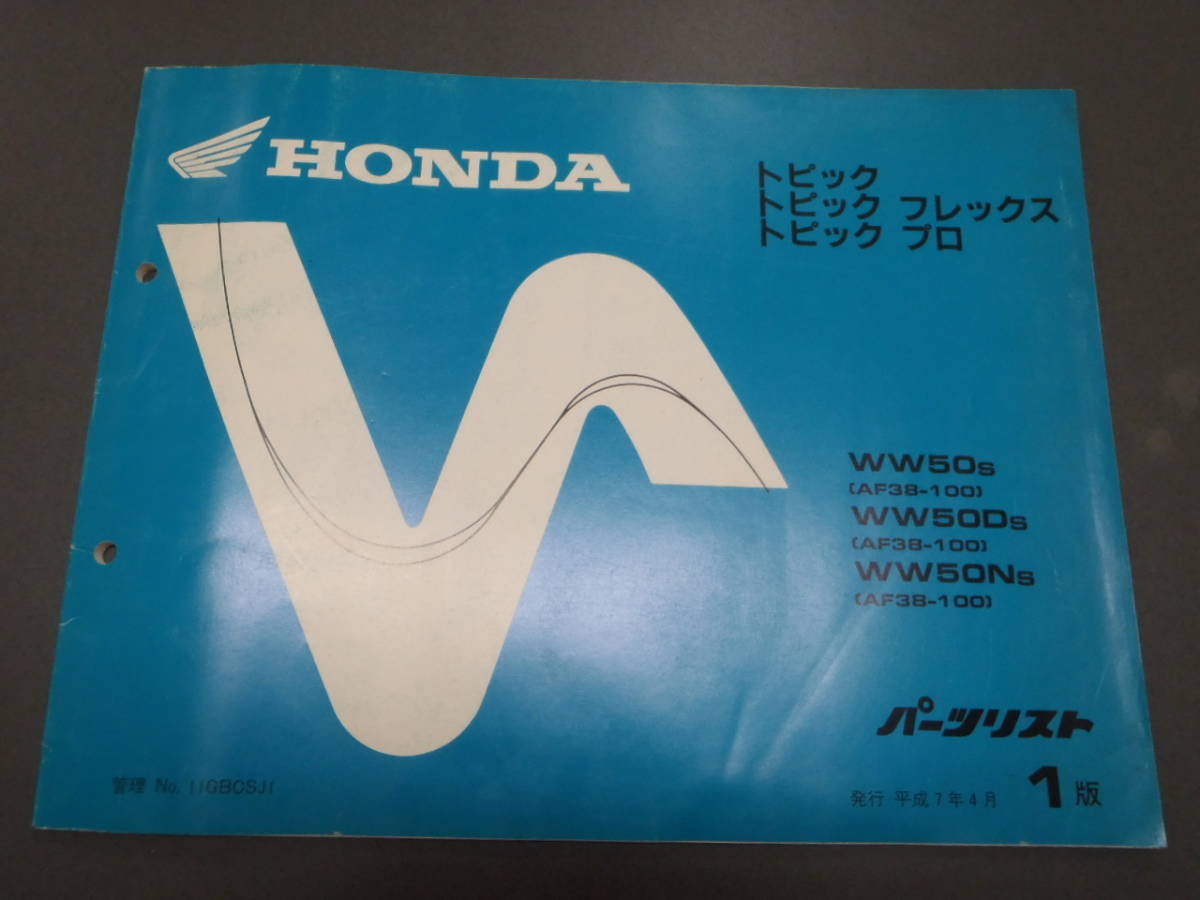 HONDA
トピック
トピック フレックス
トピック プロ
WW50S
(AF38-100)
WW50DS
(AF38-100)
WW50NS
(AF38-100)
パーツリスト
管理 No. 11GBCSJ1
発行 平成7年4月 1版